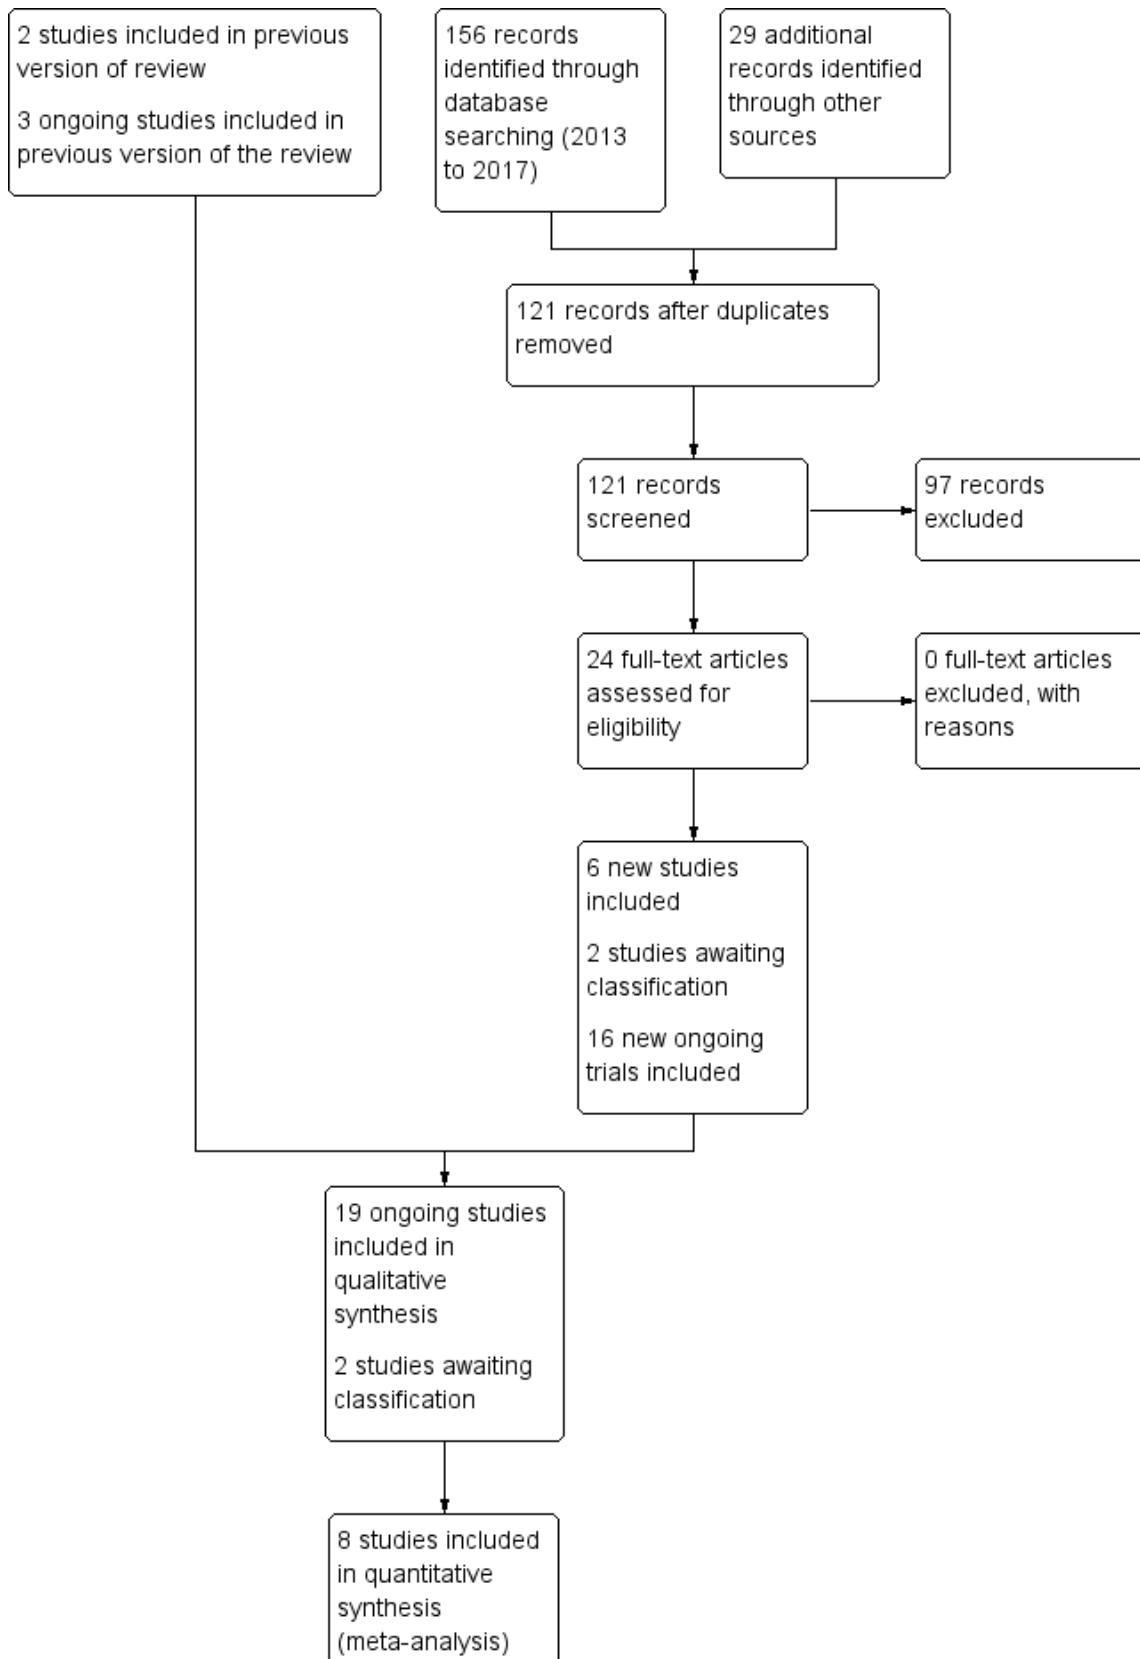 2 studies included in previous
version of review
3 ongoing studies included in
previous version of the review
156 records
identified through
database
searching (2013
to 2017)
29 additional
records identified
through other
sources
121 records after duplicates
removed
121 records
screened
97 records
excluded
24 full-text articles
assessed for
eligibility
0 full-text articles
excluded, with
reasons
6 new studies
included
2 studies awaiting
classification
16 new ongoing
trials included
19 ongoing studies
included in
qualitative
synthesis
2 studies awaiting
classification
8 studies included
in quantitative
synthesis
(meta-analysis)